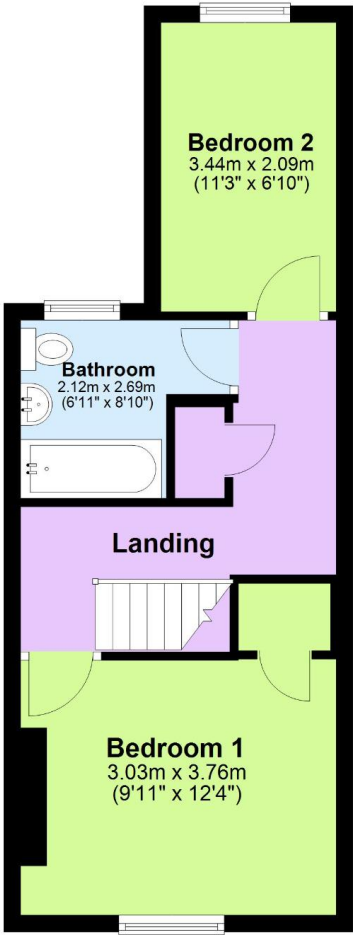 Bedroom 2
3.44m x 2.09m
(11'3" x 6'10")
Bathroom
2.12m x 2.69m
(6'11" x 8'10")
Landing
Bedroom 1
3.03m x 3.76m
(9'11" x 12'4")